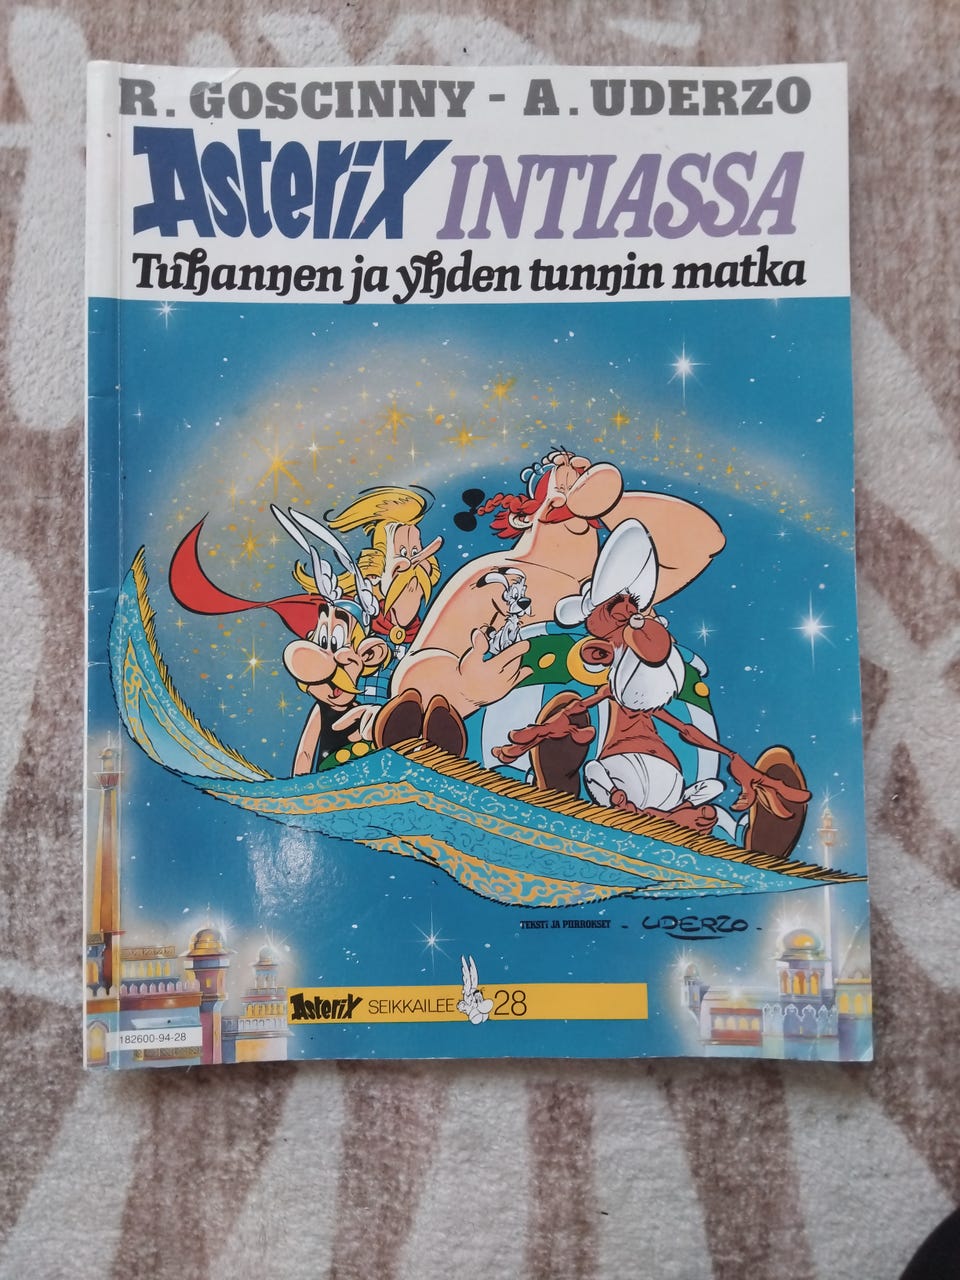 R. GOSCINNY - A. UDERZO
Asterix INTIASSA
Tuhannen ja yhden tunnin matka
TEKSTI JA PIIRROKSET - UDERZO -
Asterix SEIKKAILEE 28
182600-94-28